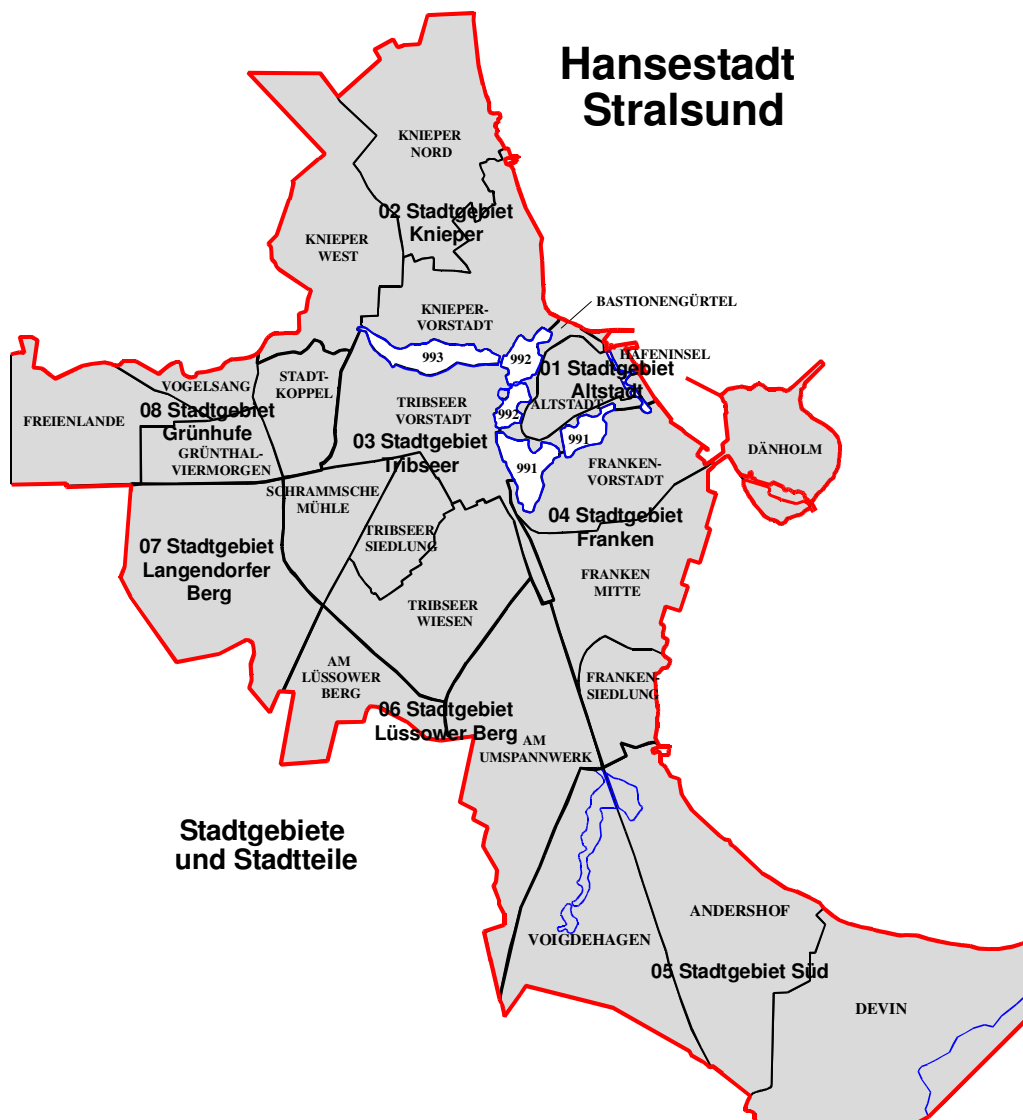 Hansestadt
Stralsund
KNIEPER
NORD
02 Stadtgebiet
Knieper
KNIEPER
WEST
KNIEPER-
VORSTADT
BASTIONENGÜRTEL
993
992
HAFENINSEL
01 Stadtgebiet
Altstadt
ALTSTADT
STADT-
KOPPEL
VOGELSANG
FREIENLANDE
08 Stadtgebiet
Grünhufe
GRÜNTHAL-
VIERMORGEN
TRIBSEER
VORSTADT
992
03 Stadtgebiet
Tribseer
991
991
FRANKEN-
VORSTADT
DÄNHOLM
SCHRAMMSCHE
MÜHLE
04 Stadtgebiet
Franken
TRIBSEER
SIEDLUNG
07 Stadtgebiet
Langendorfer
Berg
FRANKEN
MITTE
TRIBSEER
WIESEN
AM
LÜSSOWER
BERG
FRANKEN-
SIEDLUNG
06 Stadtgebiet
Lüssower Berg
AM
UMSPANNWERK
Stadtgebiete
und Stadtteile
ANDERSHOF
VOIGDEHAGEN
05 Stadtgebiet Süd
DEVIN